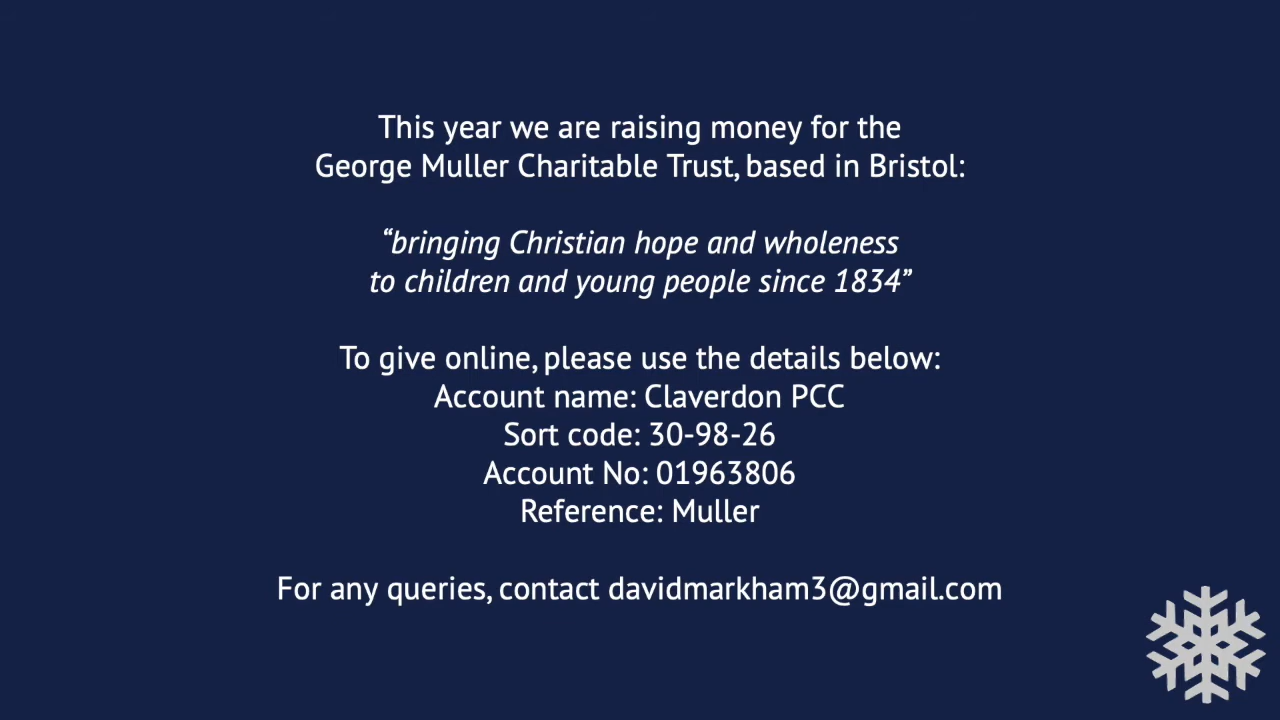 This year we are raising money for the
George Muller Charitable Trust, based in Bristol:
“bringing Christian hope and wholeness
to children and young people since 1834”
To give online, please use the details below:
Account name: Claverdon PCC
Sort code: 30-98-26
Account No: 01963806
Reference: Muller
For any queries, contact davidmarkham3@gmail.com